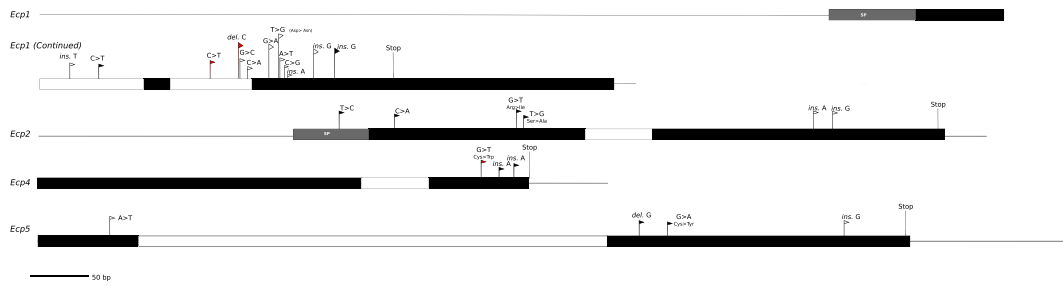 Ecp1
SP
Ecp1 (Continued)
ins. T
C>T
C>T
del. C
G>C
C>A
G>A
T>G (Asp> Asn)
A>T
C>G
ins. A
ins. G
ins. G
Stop
Ecp2
SP
T>C
C>A
G>T
Arg>Ile
T>G
Ser>Ala
ins. A
ins. G
Stop
Ecp4
G>T
Cys>Trp
ins. A
ins. A
Stop
Ecp5
A>T
del. G
G>A
Cys>Tyr
ins. G
Stop
50 bp